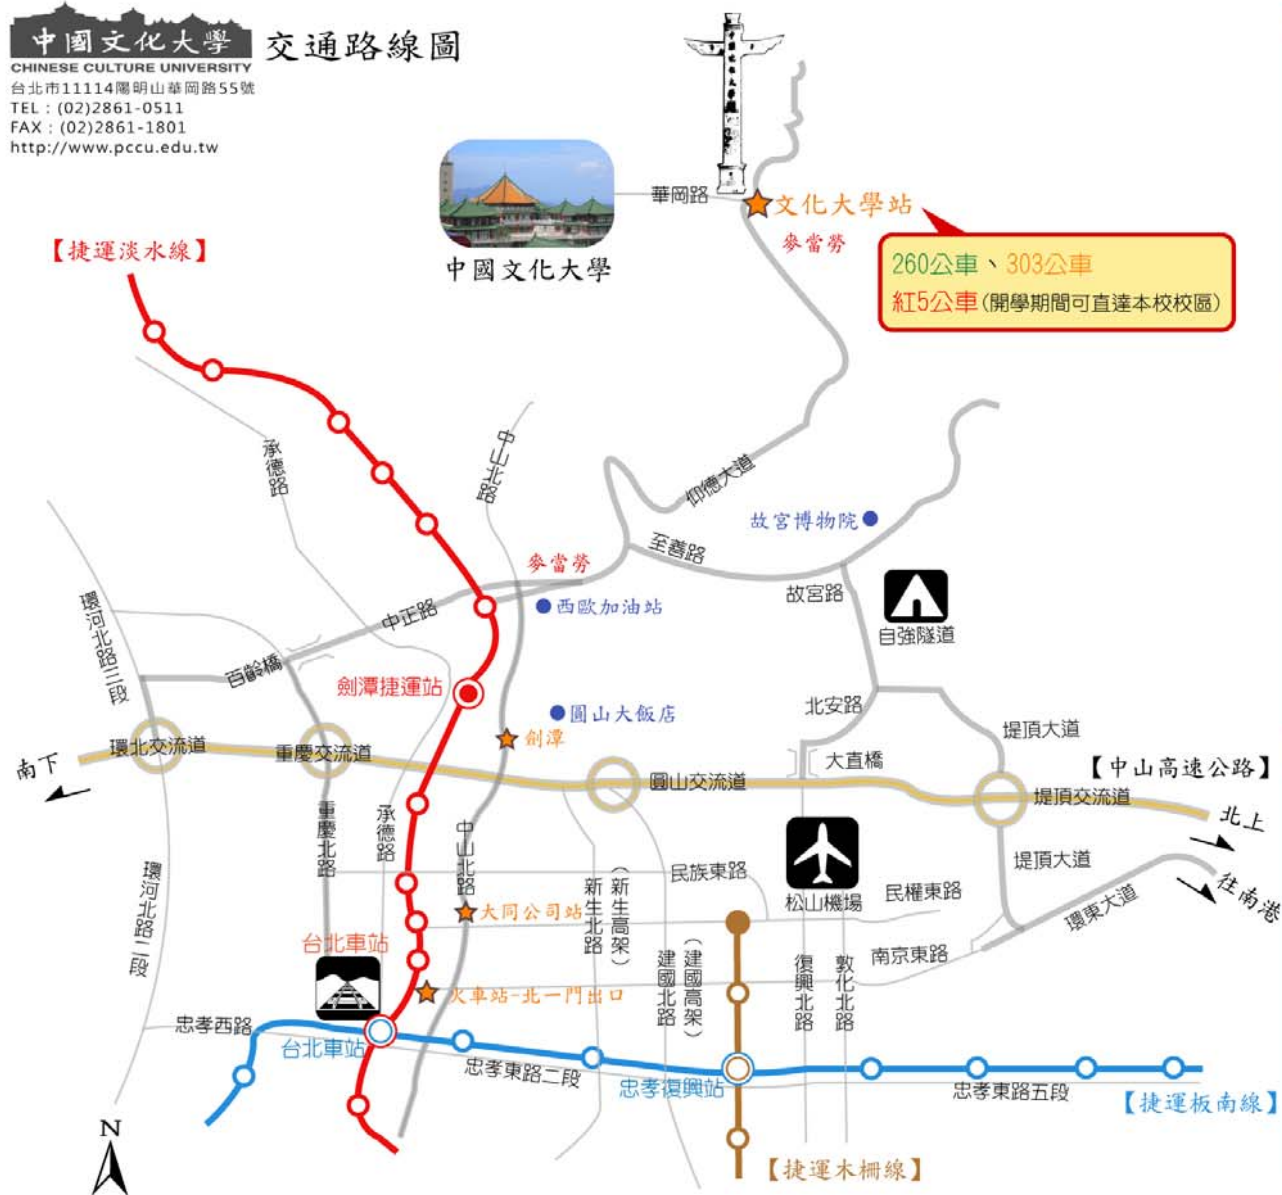 中國文化大學
CHINESE CULTURE UNIVERSITY
交通路線圖
台北市11114陽明山華岡路55號
TEL : (02)2861-0511
FAX : (02)2861-1801
http://www.pccu.edu.tw
華岡路
文化大學站
麥當勞
中國文化大學
260公車、303公車
紅5公車(開學期間可直達本校校區)
【捷運淡水線】
承德路
中山北路
仰德大道
故宮博物院
至善路
麥當勞
故宮路
自強隧道
環河北路三段
中正路
西歐加油站
百齡橋
劍潭捷運站
北安路
圓山大飯店
劍潭
堤頂大道
環北交流道
重慶交流道
大直橋
南下
圓山交流道
【中山高速公路】
堤頂交流道
北上
重慶北路
承德路
中山北路
民族東路
堤頂大道
往南港
環河北路二段
新生北路
(新生高架)
松山機場
民權東路
環東大道
大同公司站
台北車站
建國北路
(建國高架)
復興北路
敦化北路
南京東路
火車站-北一門出口
忠孝西路
台北車站
忠孝東路二段
忠孝復興站
忠孝東路五段
【捷運板南線】
N
【捷運木柵線】